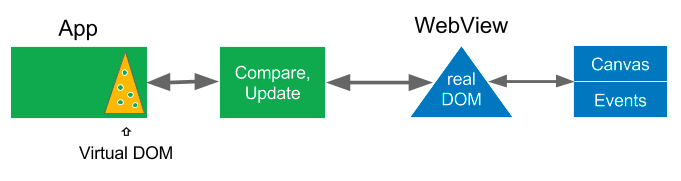 App
WebView
Compare,
Update
real
DOM
Canvas
Events
Virtual DOM